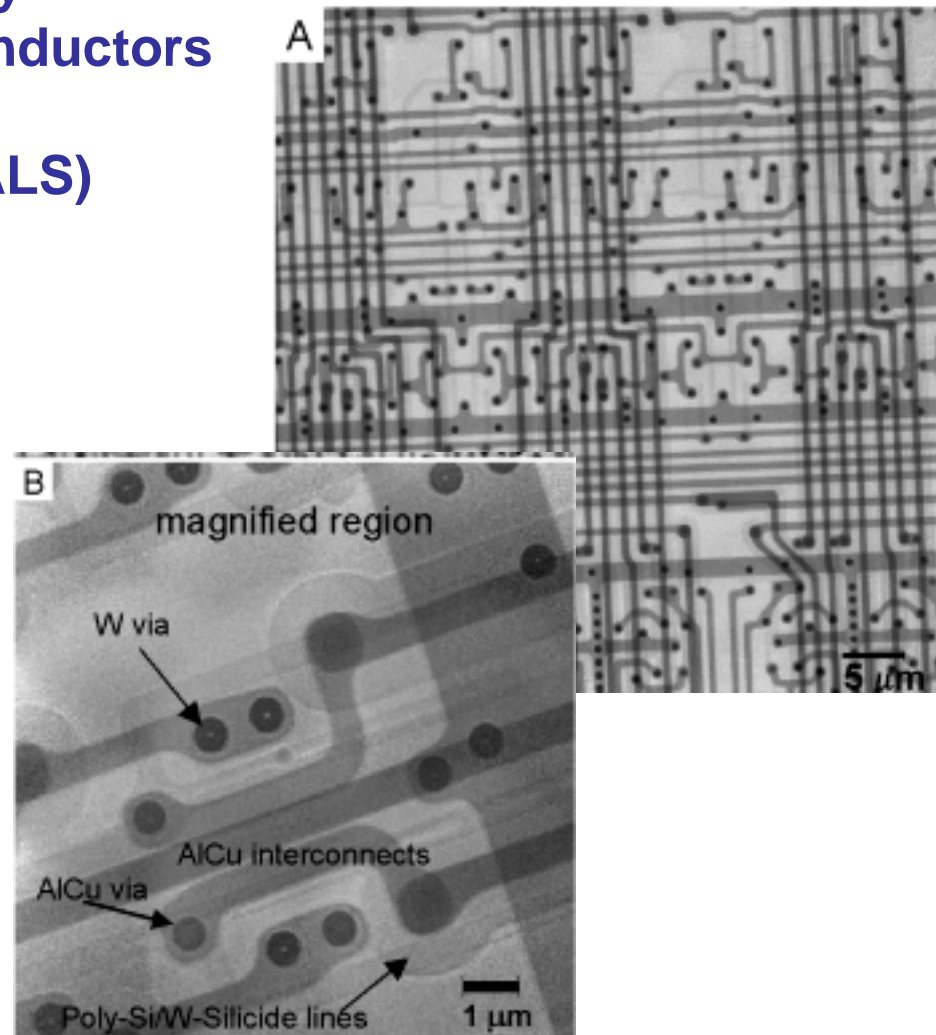 y
nductors
ALS)
A
5 μm
B
magnified region
W via
AlCu interconnects
AlCu via
Poly-Si/W-Silicide lines
1 μm